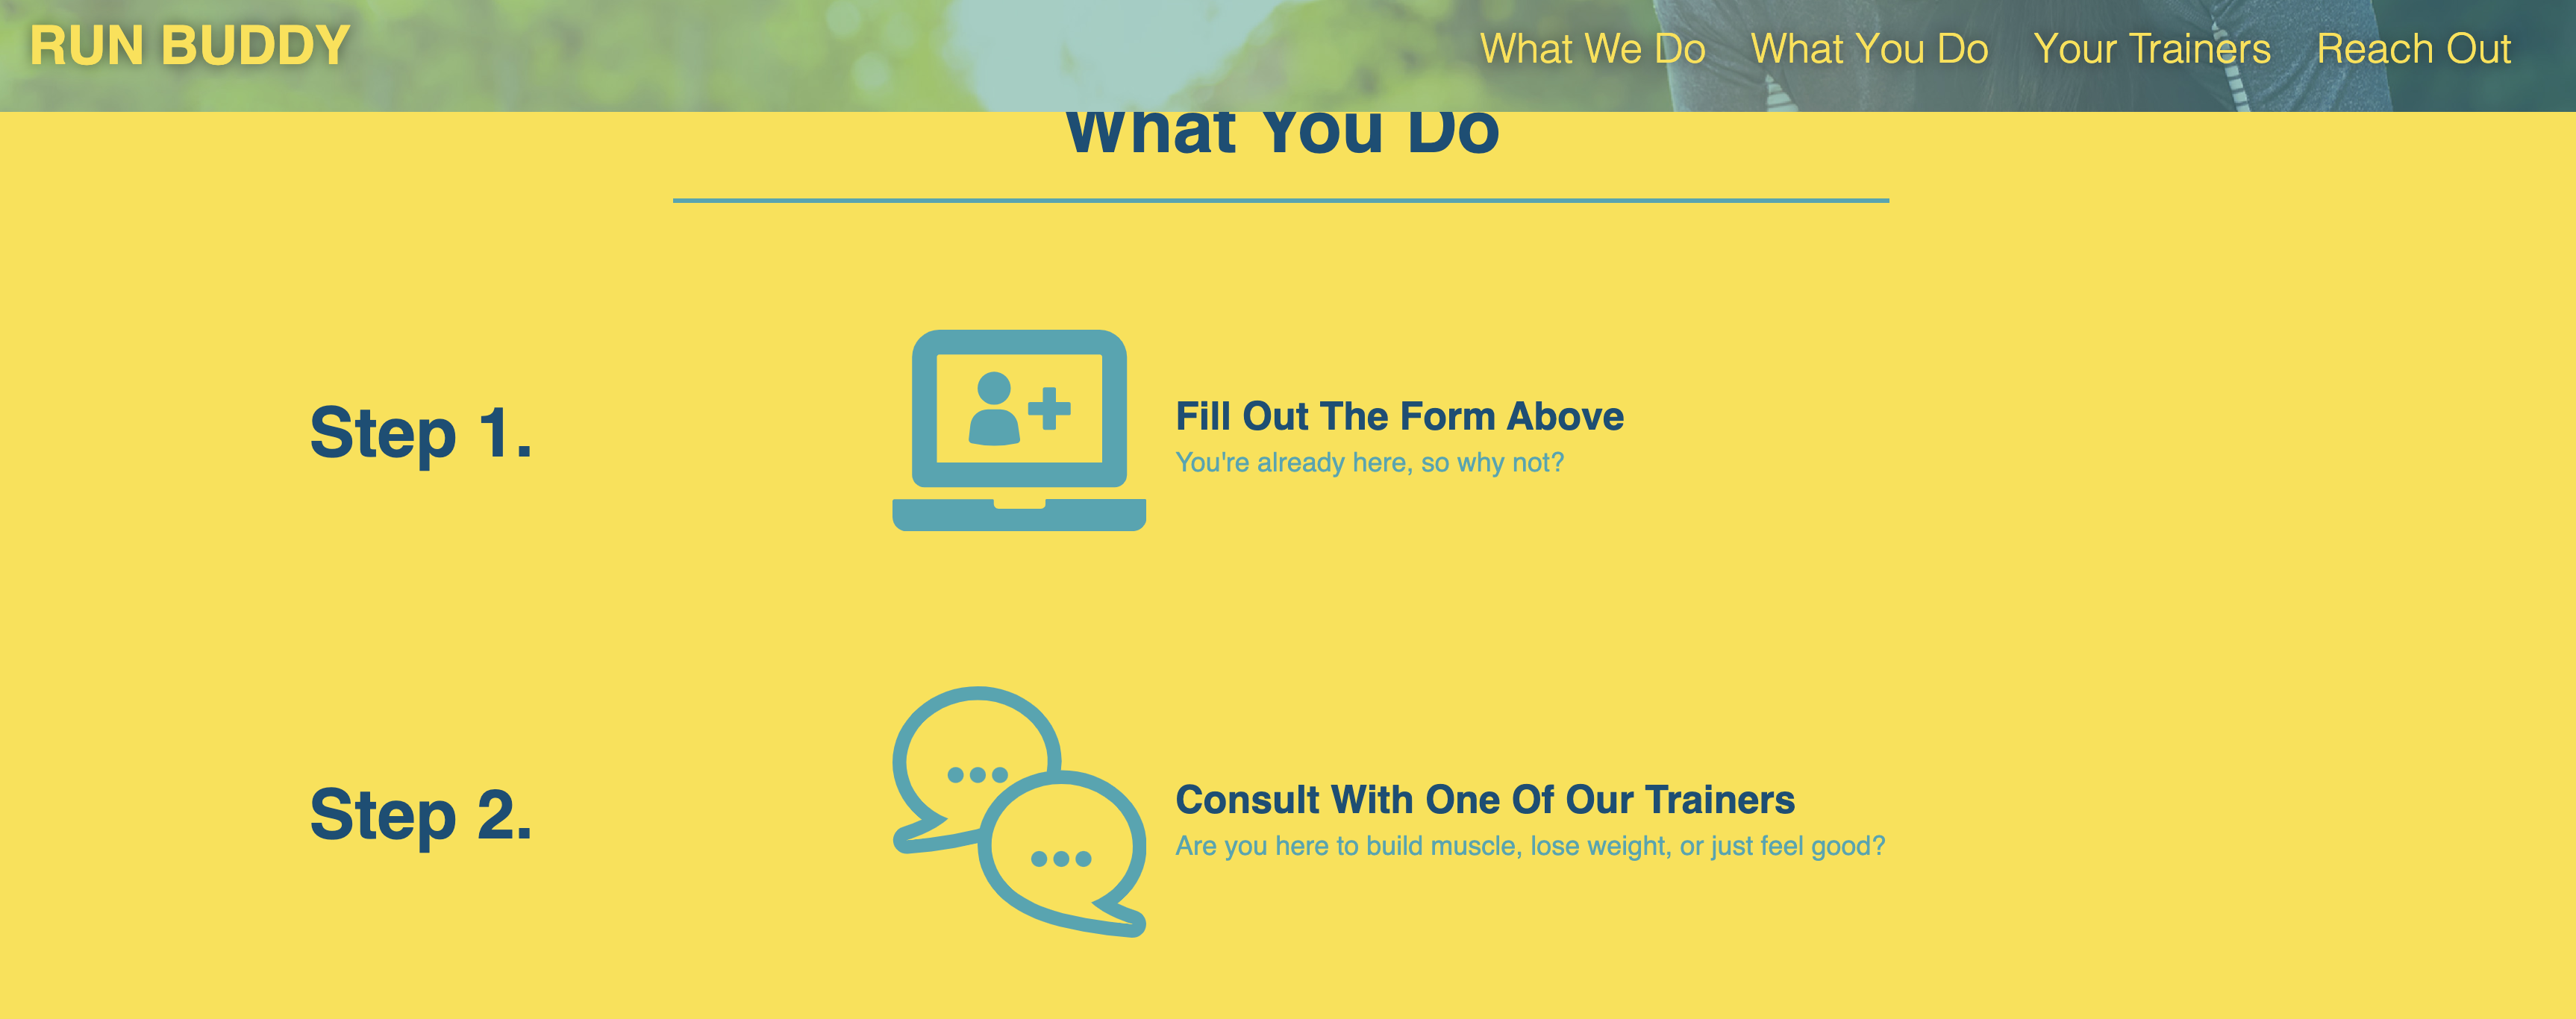 RUN BUDDY
What We Do What You Do Your Trainers Reach Out
What You Do
Step 1.
Fill Out The Form Above
You're already here, so why not?
Step 2.
Consult With One Of Our Trainers
Are you here to build muscle, lose weight, or just feel good?